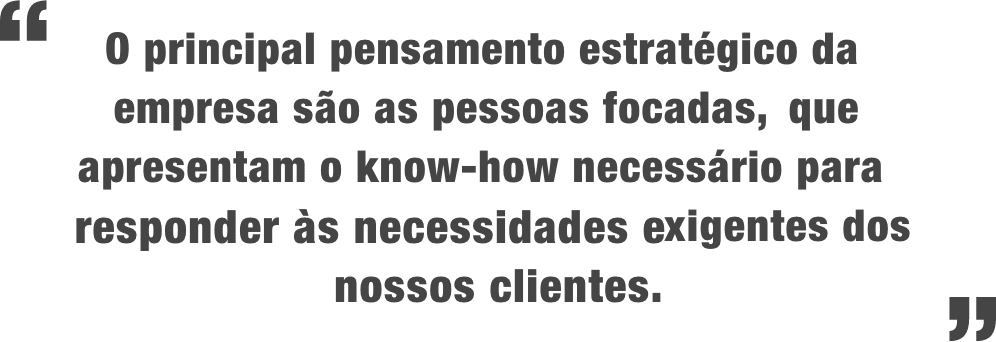 “
O principal pensamento estratégico da
empresa são as pessoas focadas, que
apresentam o know-how necessário para
responder às necessidades exigentes dos
nossos clientes.
”